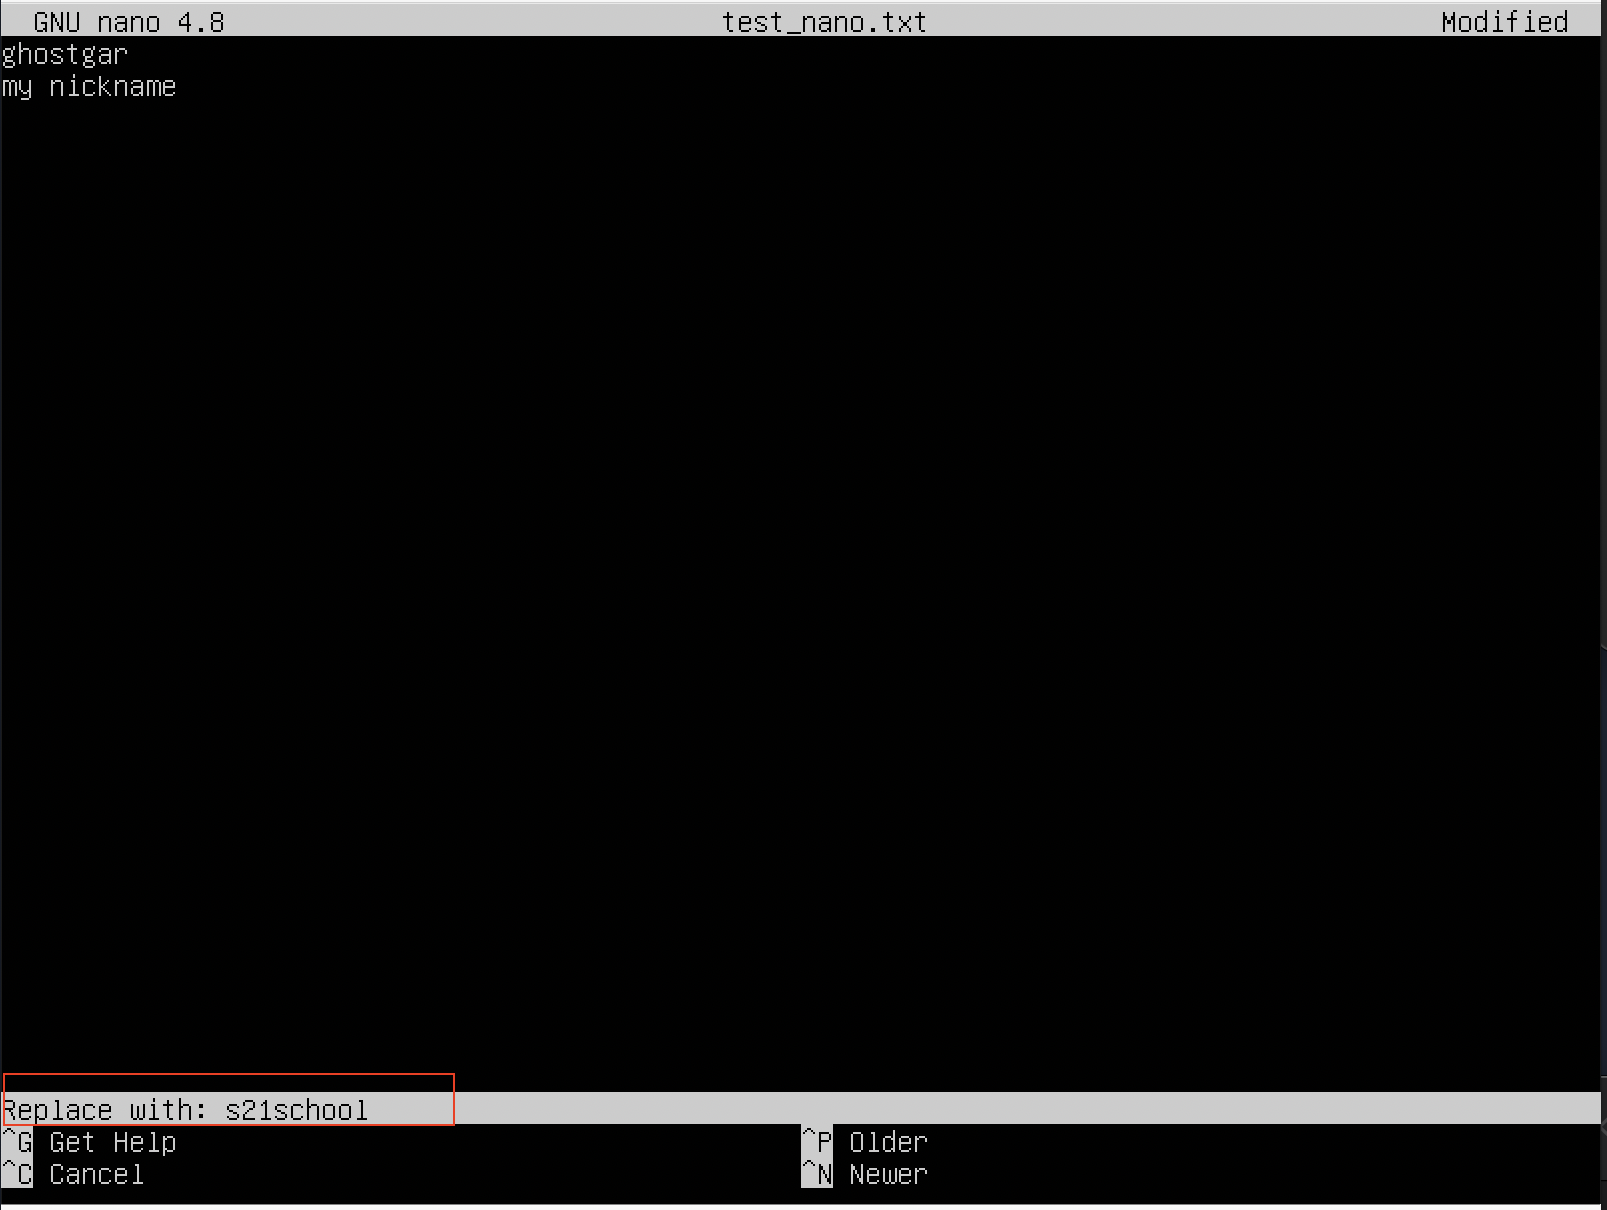 GNU nano 4.8 test_nano.txt Modified
ghostgar
my nickname
Replace with: s21school
^G Get Help ^P Older
^C Cancel ^N Newer